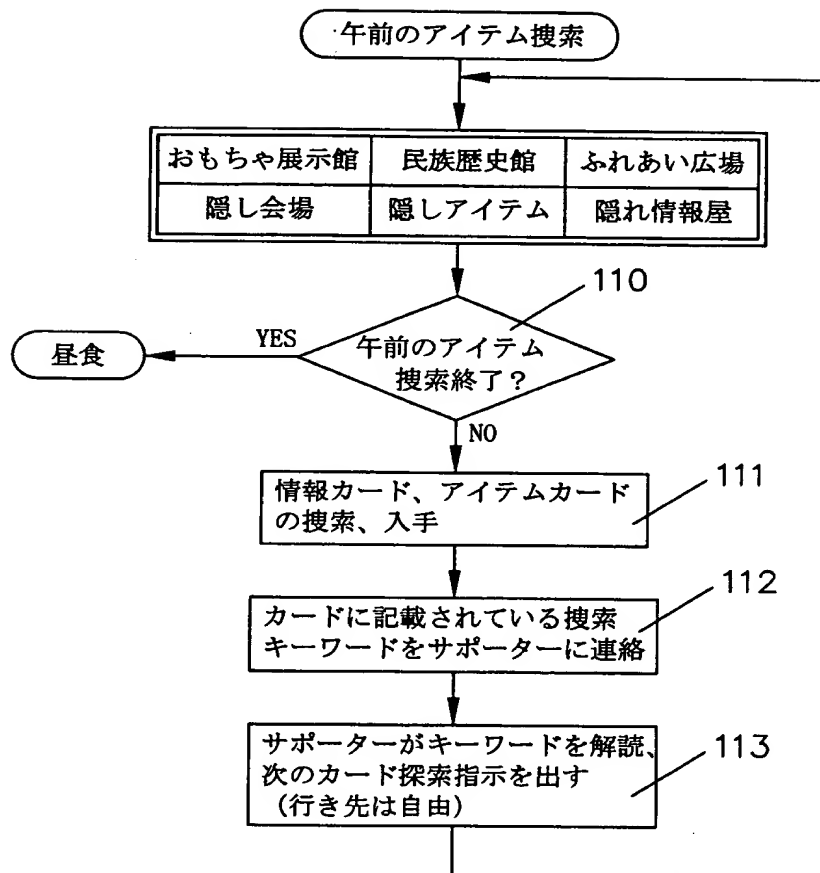 午前のアイテム捜索
おもちゃ展示館 民族歴史館 ふれあい広場
隠し会場 隠しアイテム 隠れ情報屋
110
YES
昼食
午前のアイテム
捜索終了?
NO
111
情報カード、アイテムカード
の捜索、入手
112
カードに記載されている捜索
キーワードをサポーターに連絡
113
サポーターがキーワードを解読、
次のカード探索指示を出す
(行き先は自由)